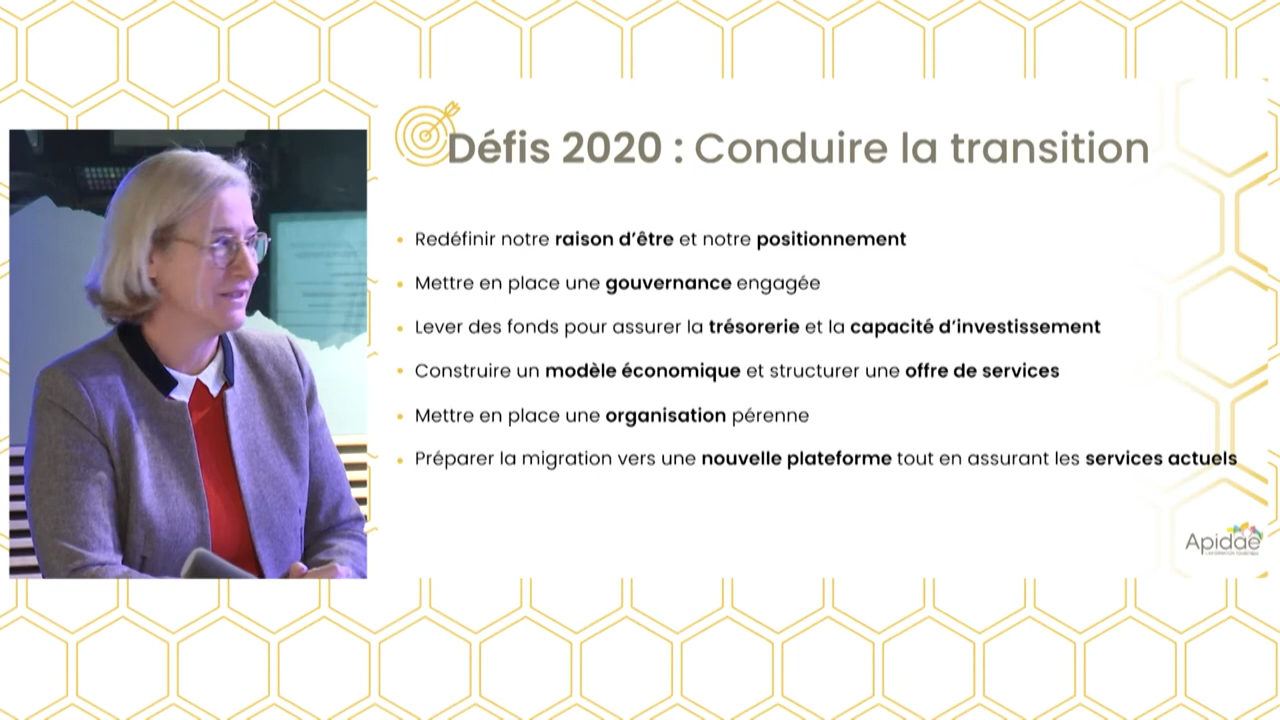 Défis 2020 : Conduire la transition
Redéfinir notre raison d'être et notre positionnement
Mettre en place une gouvernance engagée
Lever des fonds pour assurer la trésorerie et la capacité d'investissement
Construire un modèle économique et structurer une offre de services
Mettre en place une organisation pérenne
Préparer la migration vers une nouvelle plateforme tout en assurant les services actuels
Apidae